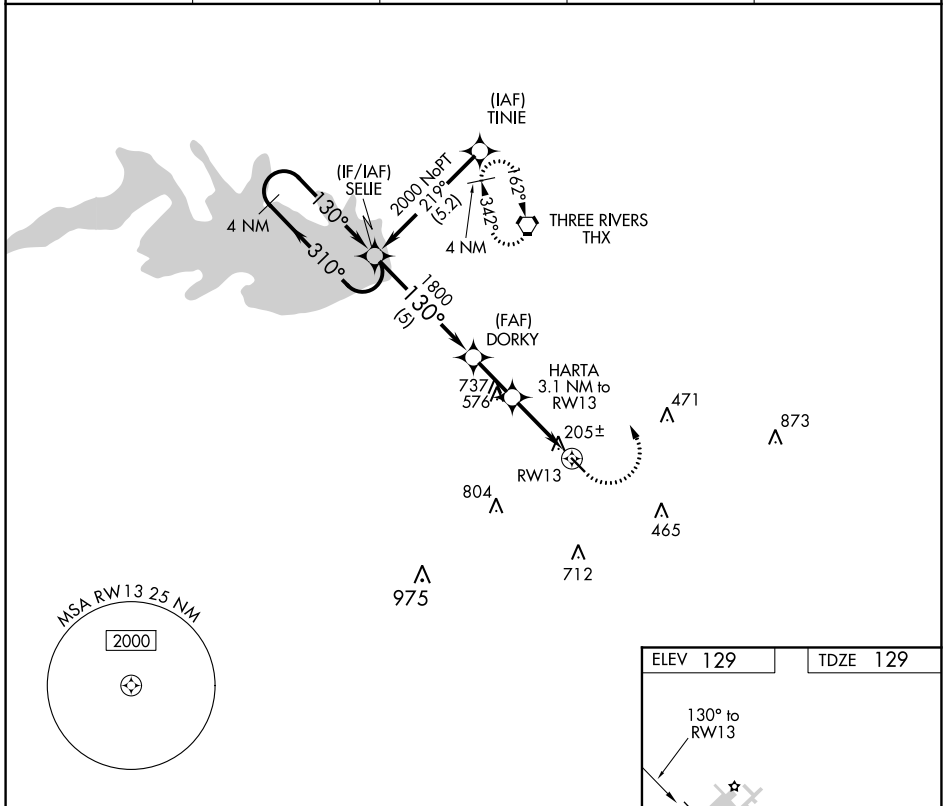 (IAF)
TINIE
(IF/IAF)
SELIE
2000 NoPT
219°
(5.2)
162°
342°
4 NM
THREE RIVERS
THX
130°
4 NM
310°
1800
130°
(5)
(FAF)
DORKY
HARTA
3.1 NM to
RW13
737
576
471
873
205±
RW13
804
465
712
975
MSA RW13 25 NM
2000
ELEV 129
TDZE 129
130° to
RW13